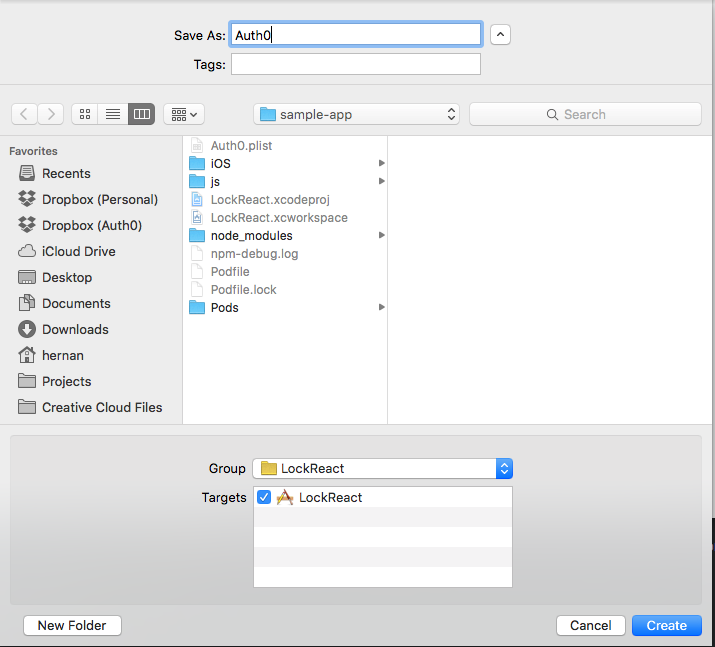 Save As: Auth0
Tags:
sample-app
Search
Favorites
Recents
Dropbox (Personal)
Dropbox (Auth0)
iCloud Drive
Desktop
Documents
Downloads
hernan
Projects
Creative Cloud Files
Auth0.plist
iOS
js
LockReact.xcodeproj
LockReact.xcworkspace
node_modules
npm-debug.log
Podfile
Podfile.lock
Pods
Group LockReact
Targets LockReact
New Folder
Cancel
Create